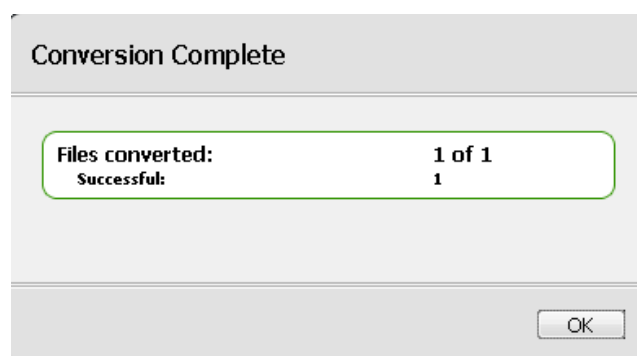 Conversion Complete
Files converted: 1 of 1
Successful: 1
OK